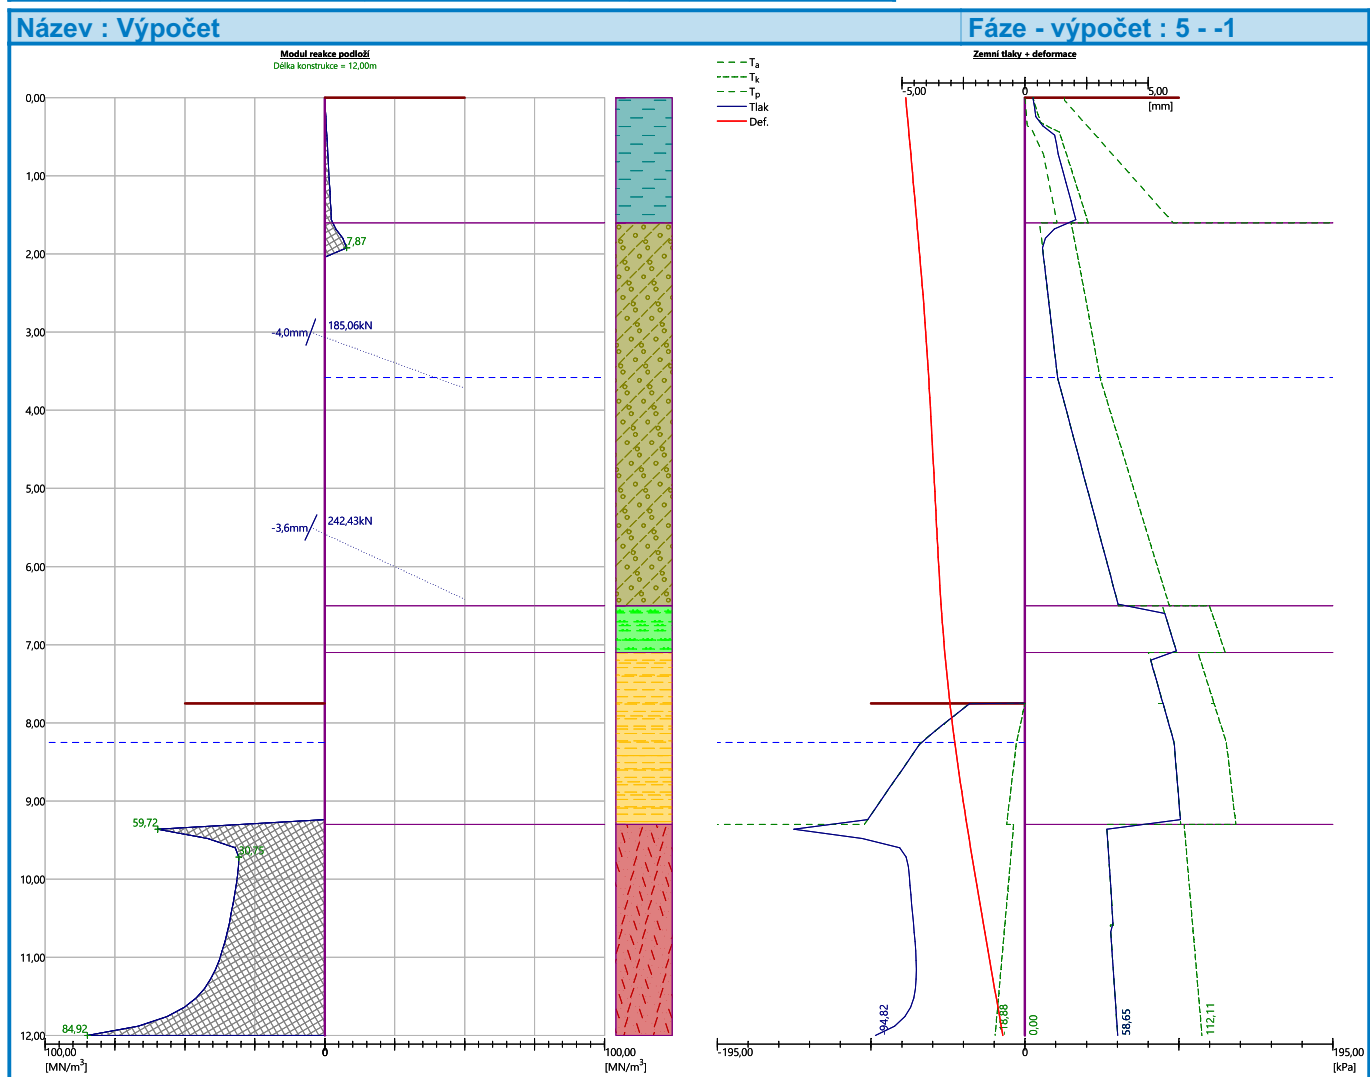 Název : Výpočet
Fáze - výpočet : 5 - -1
Modul reakce podloží
Délka konstrukce = 12,00m
Zemní tlaky + deformace
Ta
Tk
Tp
Tlak
Def.
-5,00
0
5,00
[mm]
0,00
1,00
2,00
3,00
4,00
5,00
6,00
7,00
8,00
9,00
10,00
11,00
12,00
7,87
-4,0mm
185,06kN
-3,6mm
242,43kN
59,72
30,75
84,92
-94,82
18,88
0,00
58,65
112,11
100,00
0
100,00
[MN/m³]
[MN/m³]
-195,00
0
195,00
[kPa]